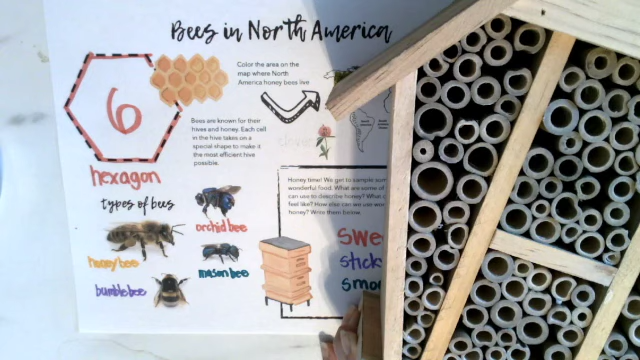 Bees in North America
6
Color the area on the
map where North
America honey bees live
Bees are known for their
hives and honey. Each cell
in the hive takes on a
special shape to make it
the most efficient hive
possible.
clover
hexagon
types of bees
orchid bee
honey bee
mason bee
bumble bee
Honey time! We get to sample some
wonderful food. What are some of
can use to describe honey? What
feel like? How else can we use
honey? Write them below.